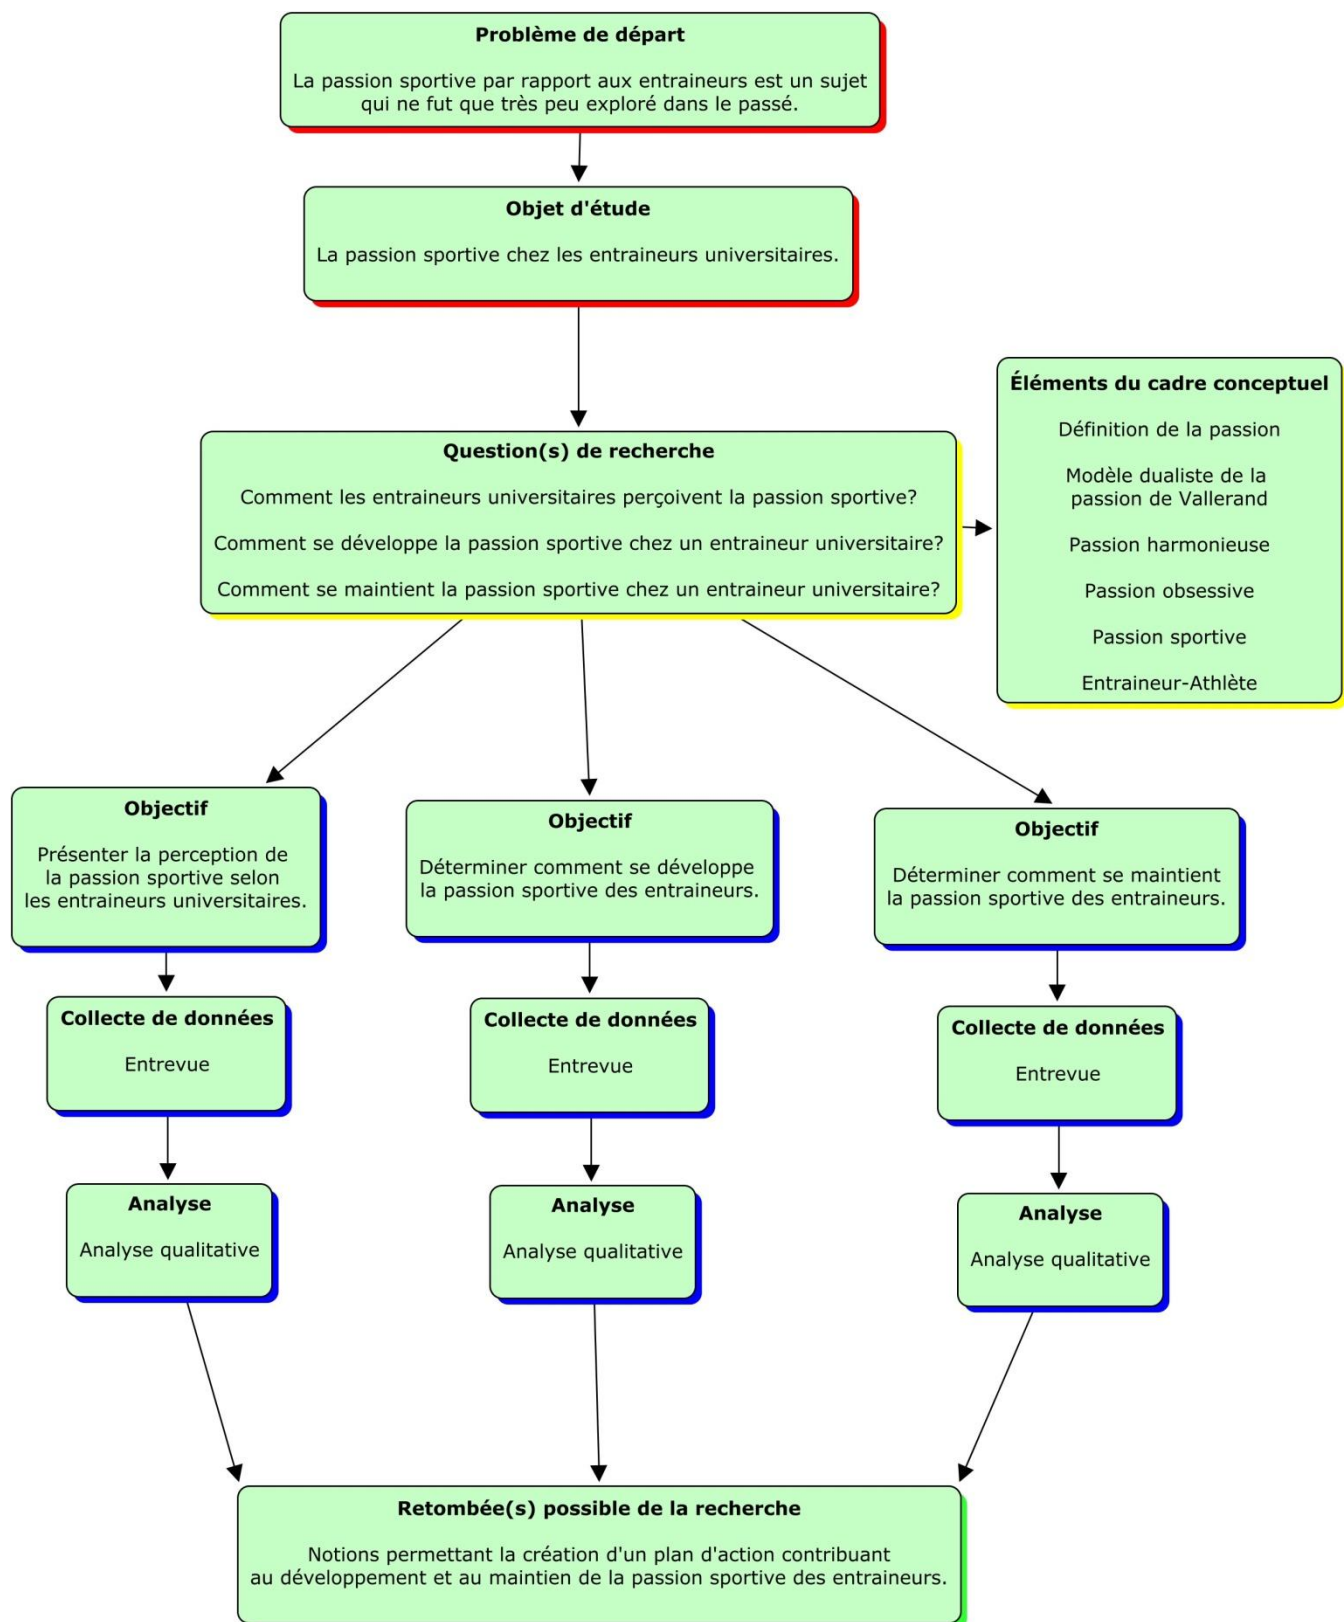 Problème de départ
La passion sportive par rapport aux entraineurs est un sujet
qui ne fut que très peu exploré dans le passé.
Objet d'étude
La passion sportive chez les entraineurs universitaires.
Question(s) de recherche
Comment les entraineurs universitaires perçoivent la passion sportive?
Comment se développe la passion sportive chez un entraineur universitaire?
Comment se maintient la passion sportive chez un entraineur universitaire?
Éléments du cadre conceptuel
Définition de la passion
Modèle dualiste de la
passion de Vallerand
Passion harmonieuse
Passion obsessive
Passion sportive
Entraineur-Athlète
Objectif
Présenter la perception de
la passion sportive selon
les entraineurs universitaires.
Collecte de données
Entrevue
Analyse
Analyse qualitative
Objectif
Déterminer comment se développe
la passion sportive des entraineurs.
Collecte de données
Entrevue
Analyse
Analyse qualitative
Objectif
Déterminer comment se maintient
la passion sportive des entraineurs.
Collecte de données
Entrevue
Analyse
Analyse qualitative
Retombée(s) possible de la recherche
Notions permettant la création d'un plan d'action contribuant
au développement et au maintien de la passion sportive des entraineurs.